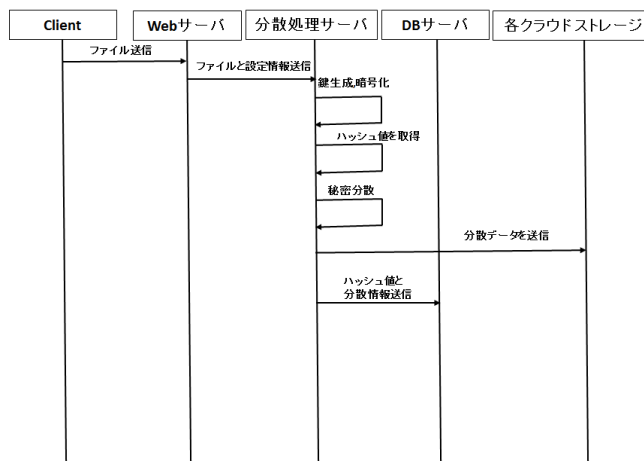 Client
Webサーバ
分散処理サーバ
DBサーバ
各クラウドストレージ
ファイル送信
ファイルと設定情報送信
鍵生成,暗号化
ハッシュ値を取得
秘密分散
分散データを送信
ハッシュ値と
分散情報送信